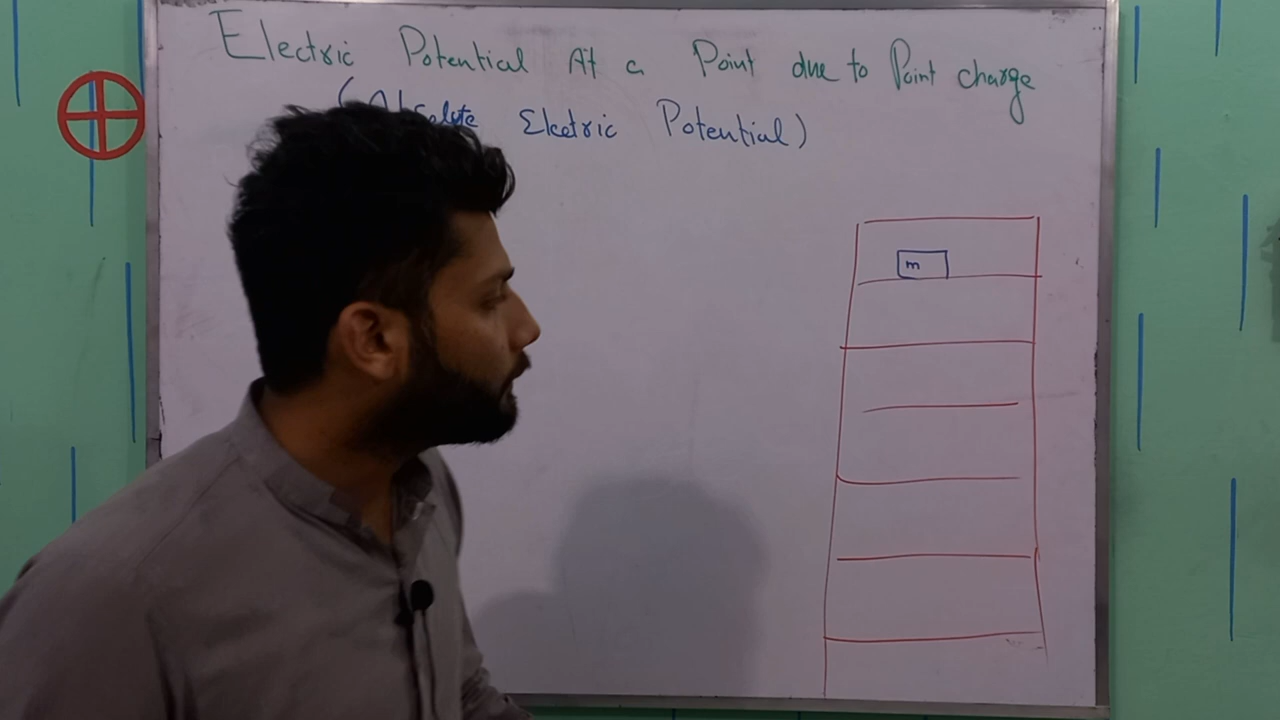 Electric Potential At a Point due to Point charge
Electric Potential)
m